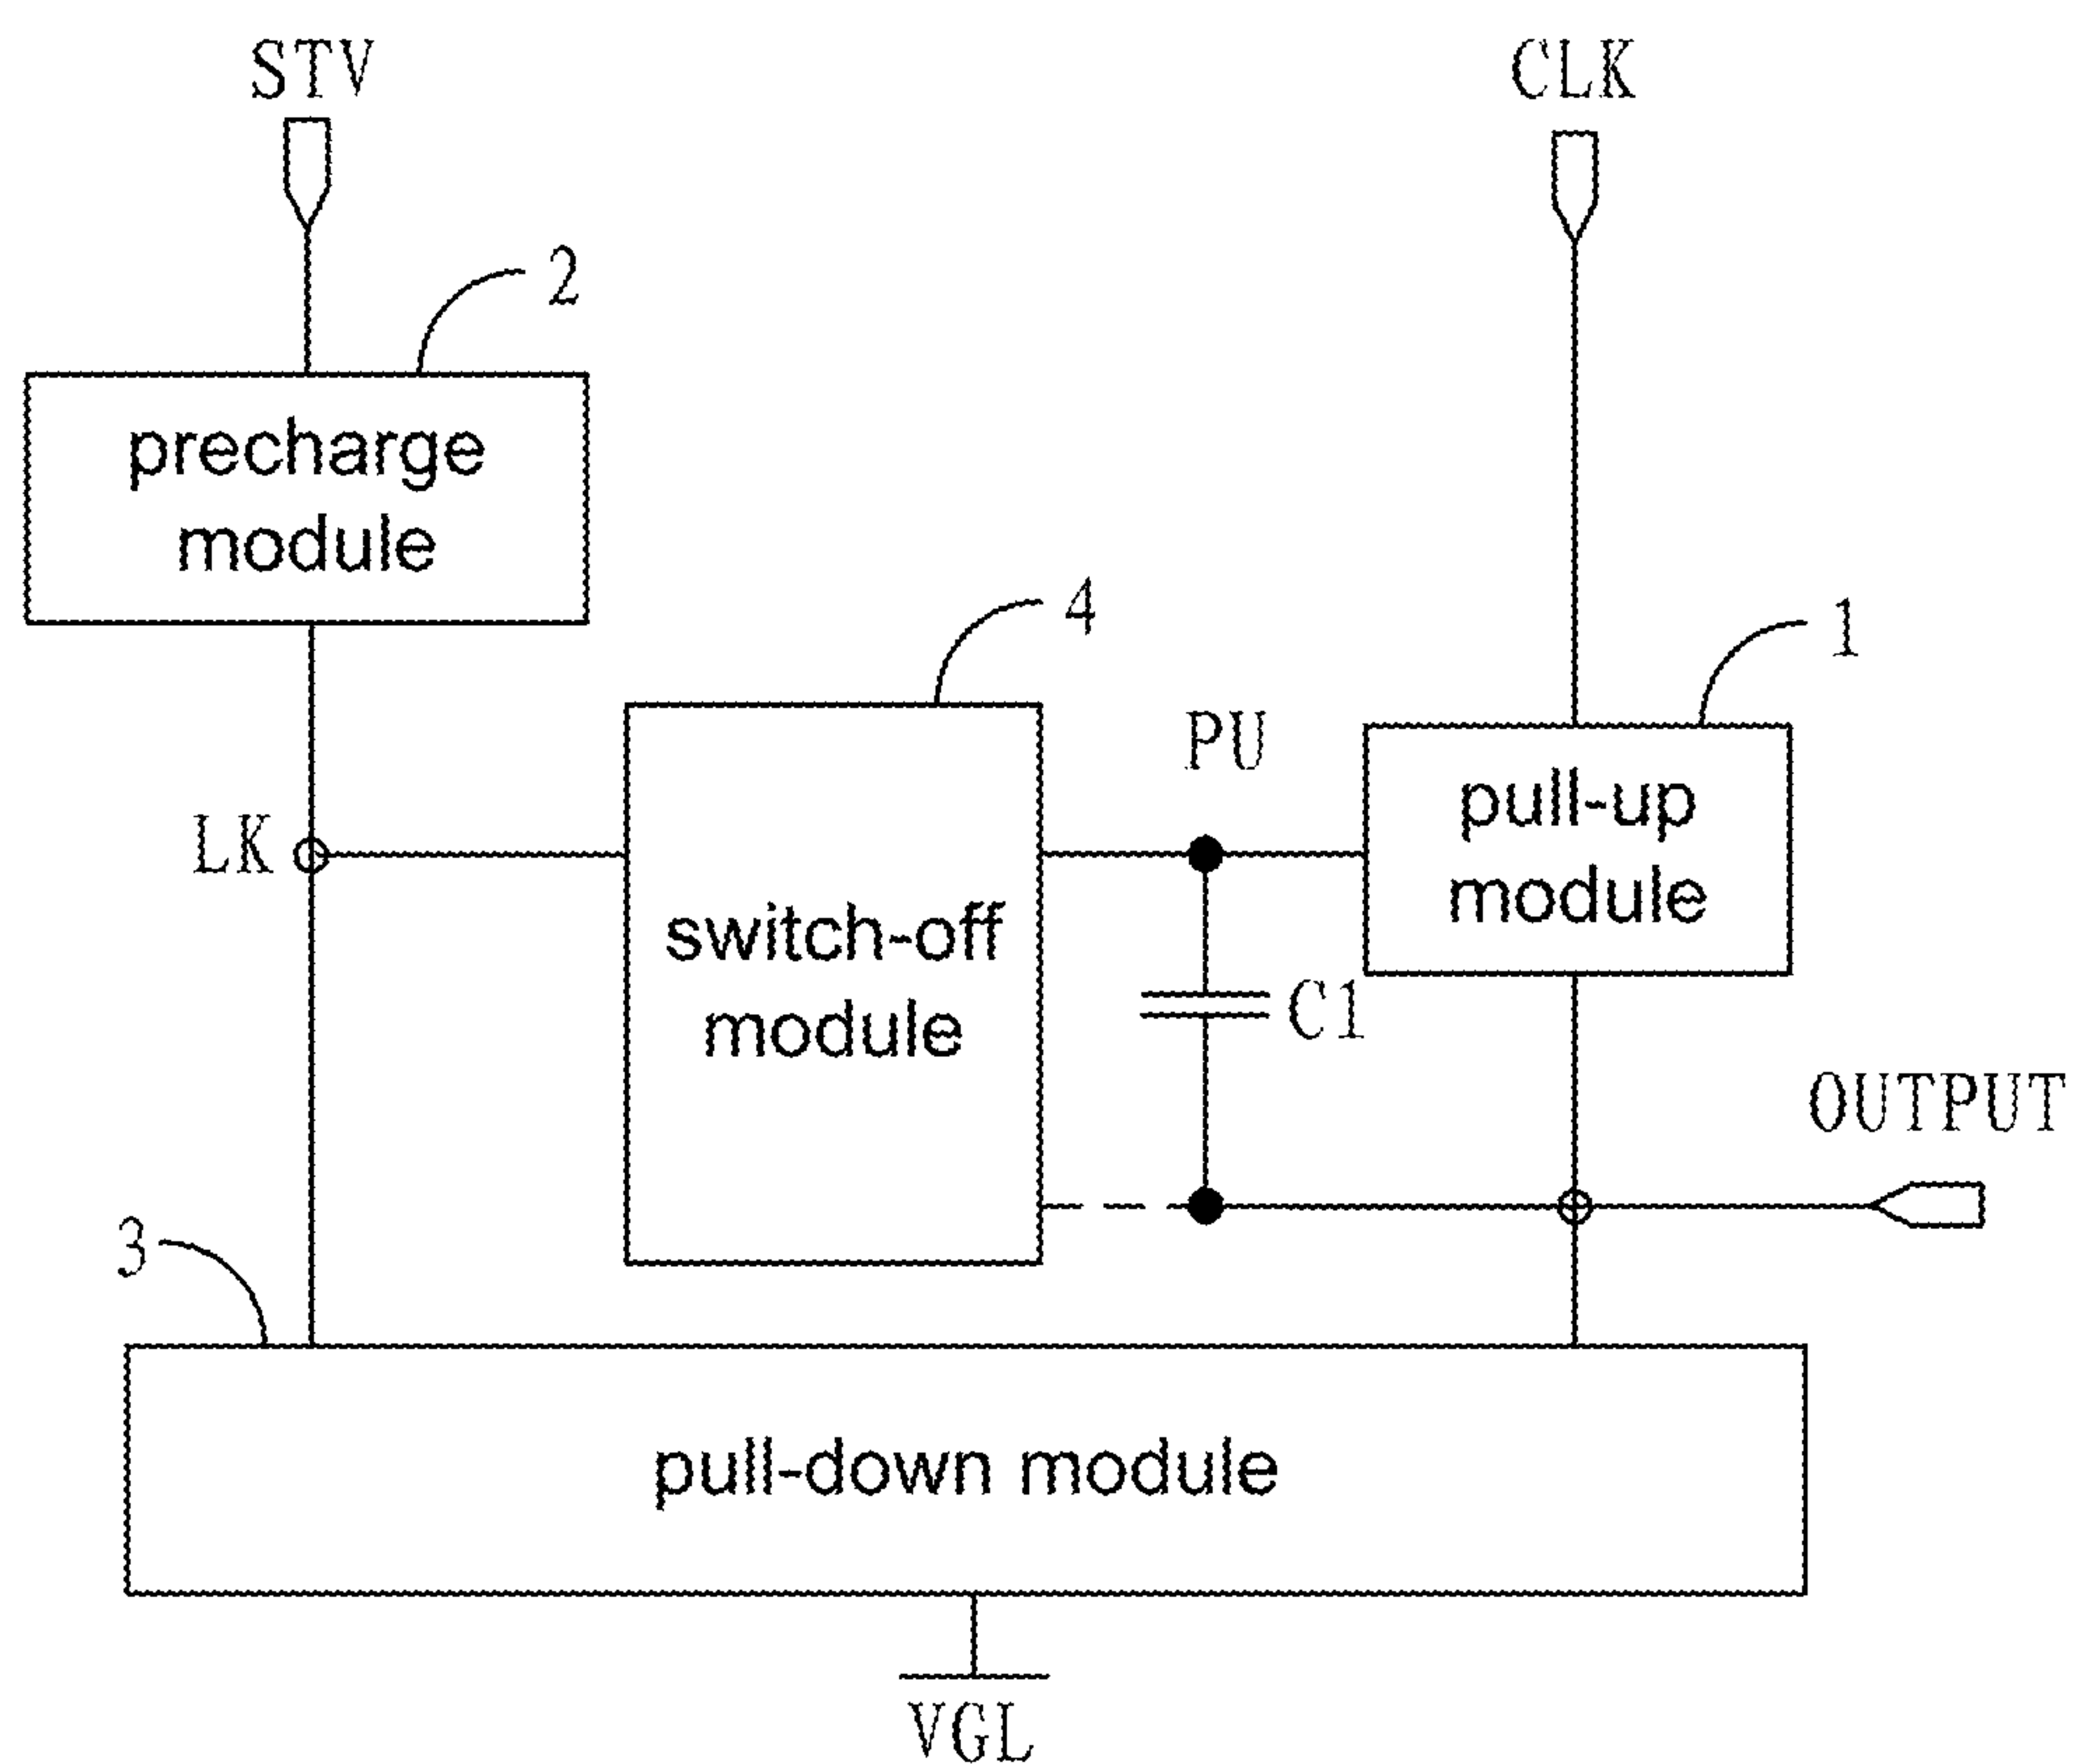 STV
CLK
2
precharge
module
4
1
PU
pull-up
module
LK
switch-off
module
C1
OUTPUT
3
pull-down module
VGL